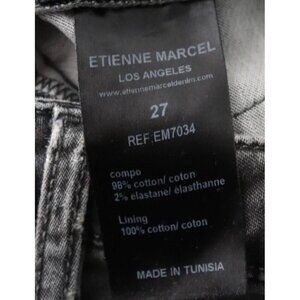 ETIENNE MARCEL
LOS ANGELES
www.etiennemarceldenim.com
27
REF:EM7034
compo
98% cotton/ coton
2% elastane/ élasthanne
Lining
100% cotton/ coton
MADE IN TUNISIA